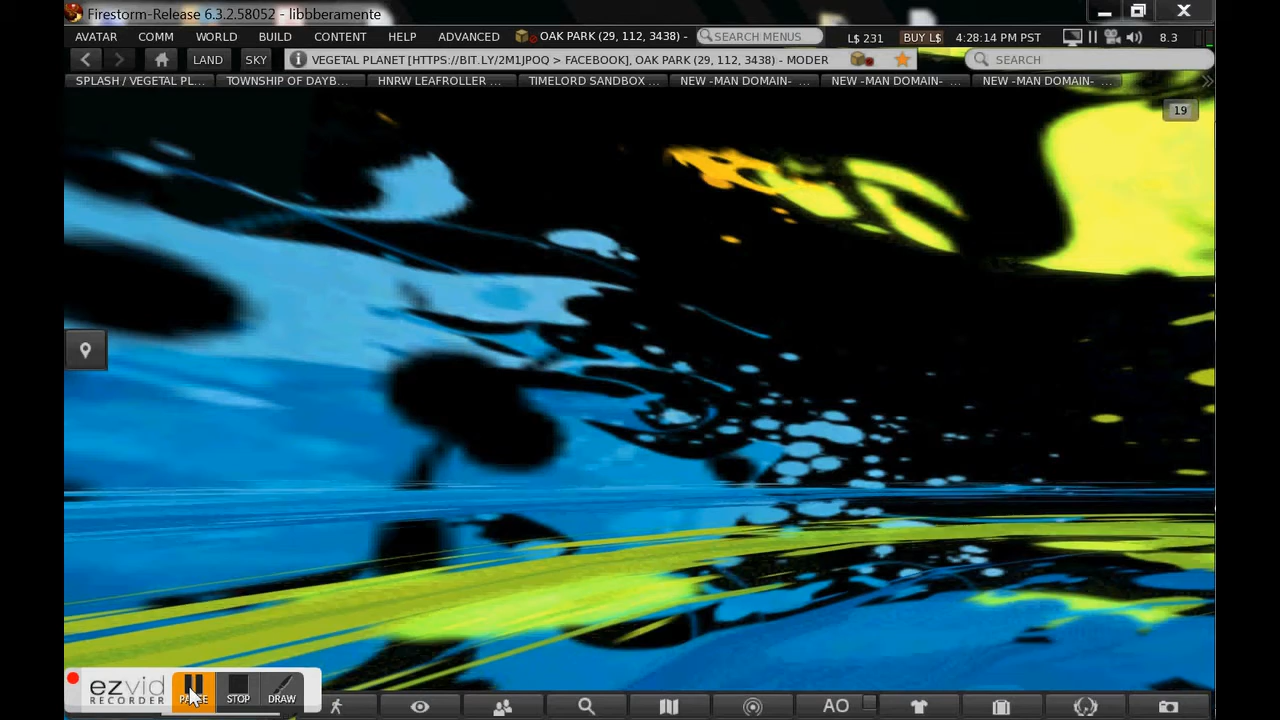 Firestorm-Release 6.3.2.58052 - libbberamente
AVATAR COMM WORLD BUILD CONTENT HELP ADVANCED OAK PARK (29, 112, 3438) - SEARCH MENUS L$ 231 BUY L$ 4:28:14 PM PST 8.3
LAND SKY VEGETAL PLANET [HTTPS://BIT.LY/2M1JPOQ > FACEBOOK], OAK PARK (29, 112, 3438) - MODER SEARCH
SPLASH / VEGETAL PL... TOWNSHIP OF DAYB... HNRW LEAFROLLER ... TIMELORD SANDBOX ... NEW -MAN DOMAIN- ... NEW -MAN DOMAIN- ... NEW -MAN DOMAIN- ...
19
ezvid
RECORDER
PAUSE STOP DRAW
AO